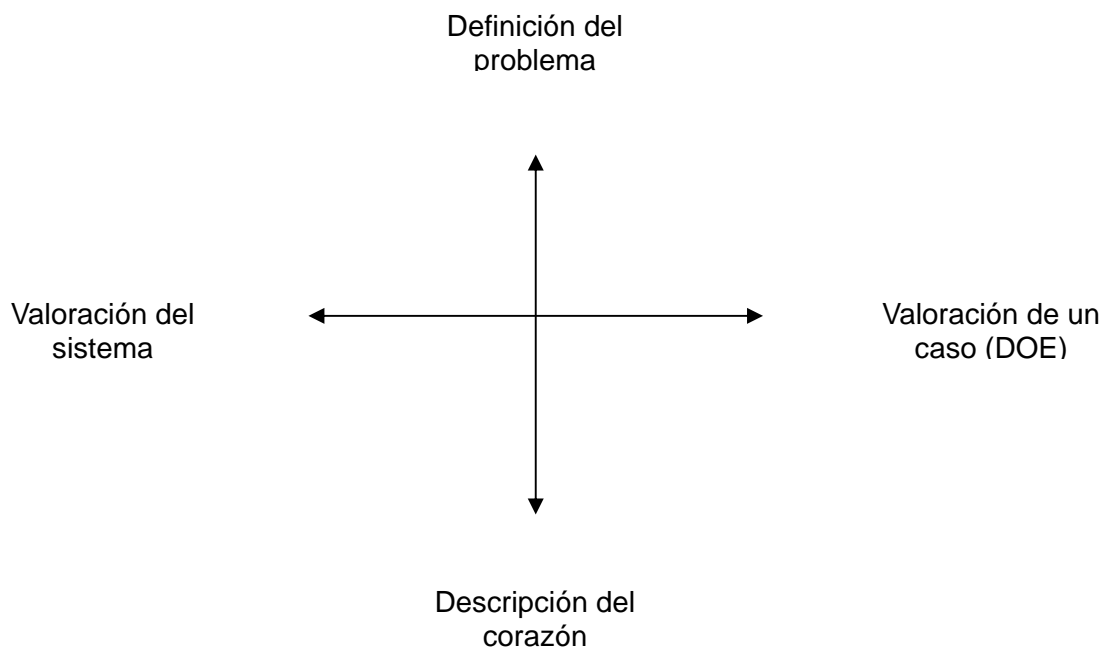 Definición del
problema
Valoración del
sistema
Valoración de un
caso (DOE)
Descripción del
corazón